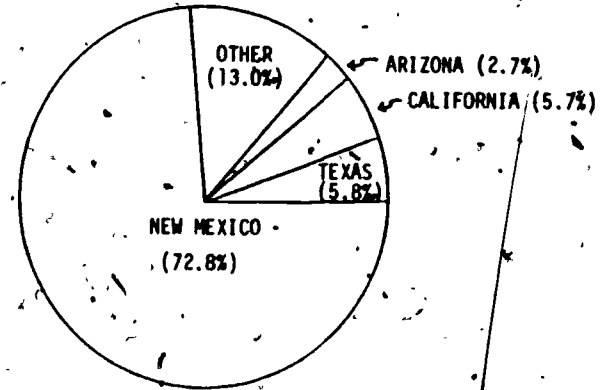 OTHER
(13.0%)
ARIZONA (2.7%)
CALIFORNIA (5.7%)
TEXAS
(5.8%)
NEW MEXICO
(72.8%)